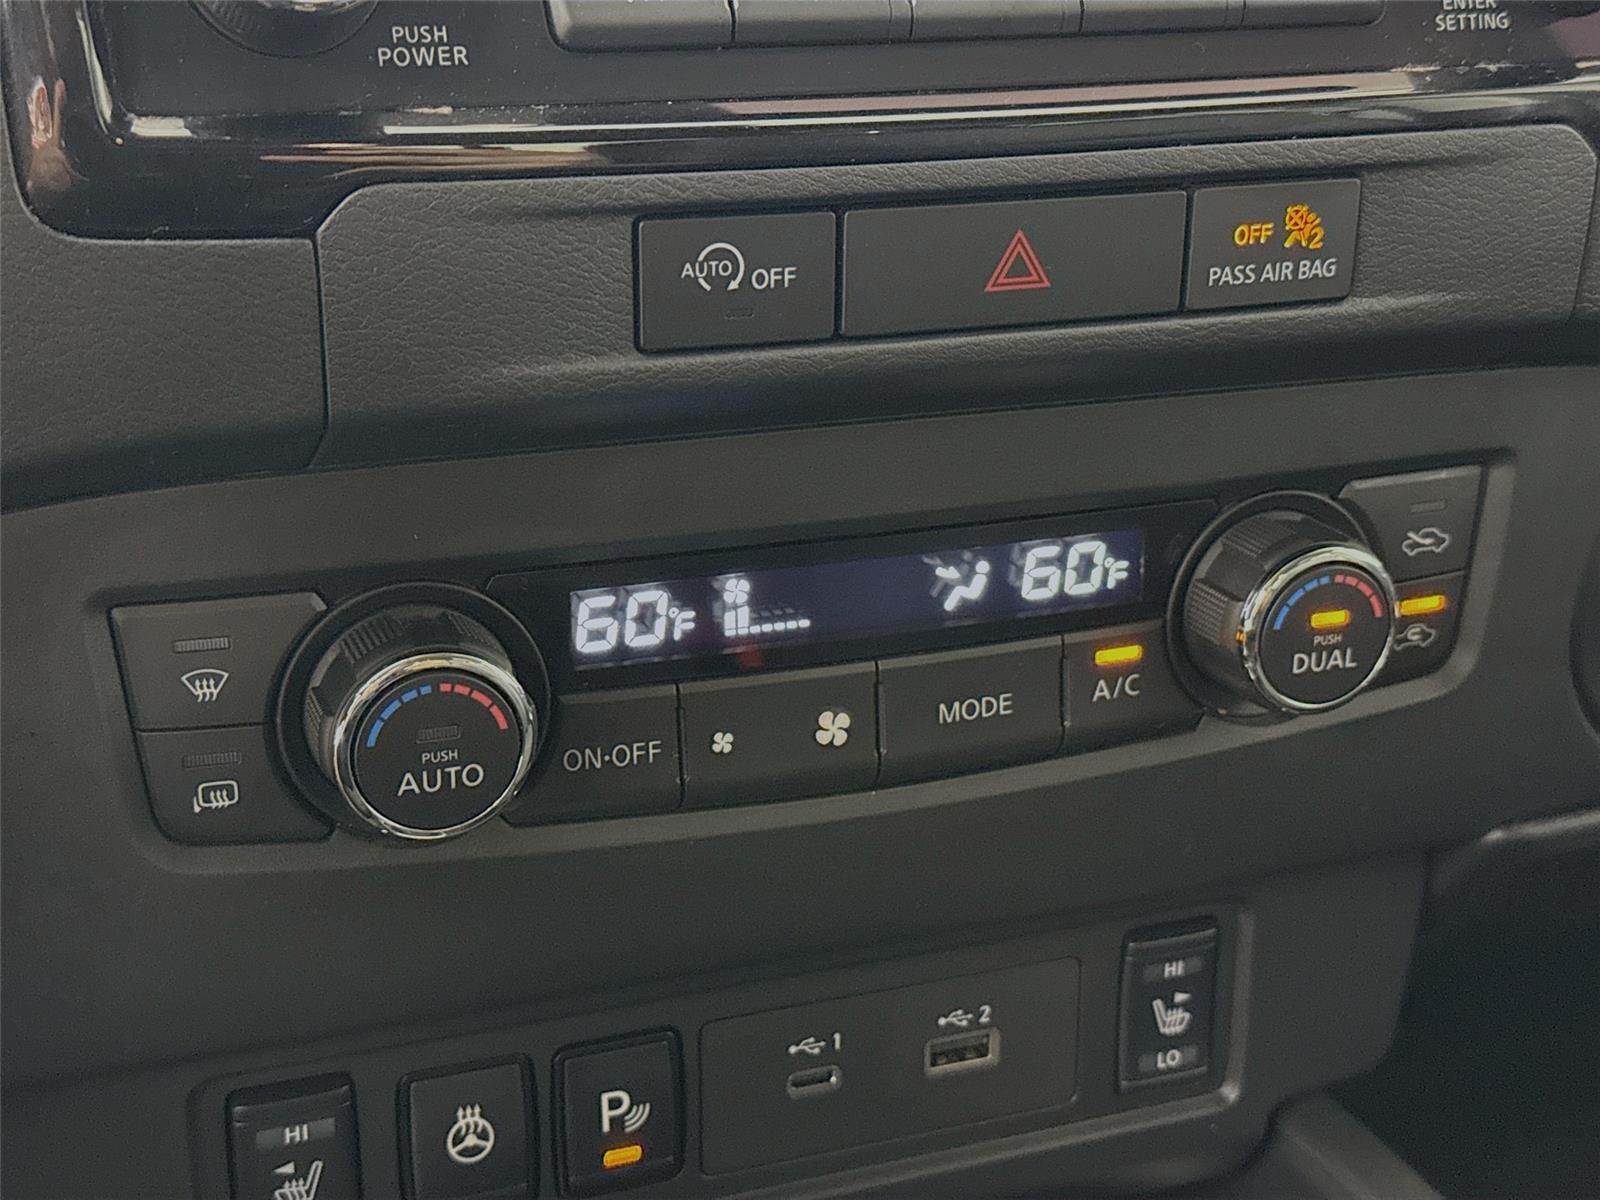 PUSH
POWER
ENTER
SETTING
AUTO OFF
OFF 2
PASS AIR BAG
60°F
60°F
PUSH
AUTO
ON•OFF
MODE
A/C
PUSH
DUAL
1
2
HI
LO
HI
P